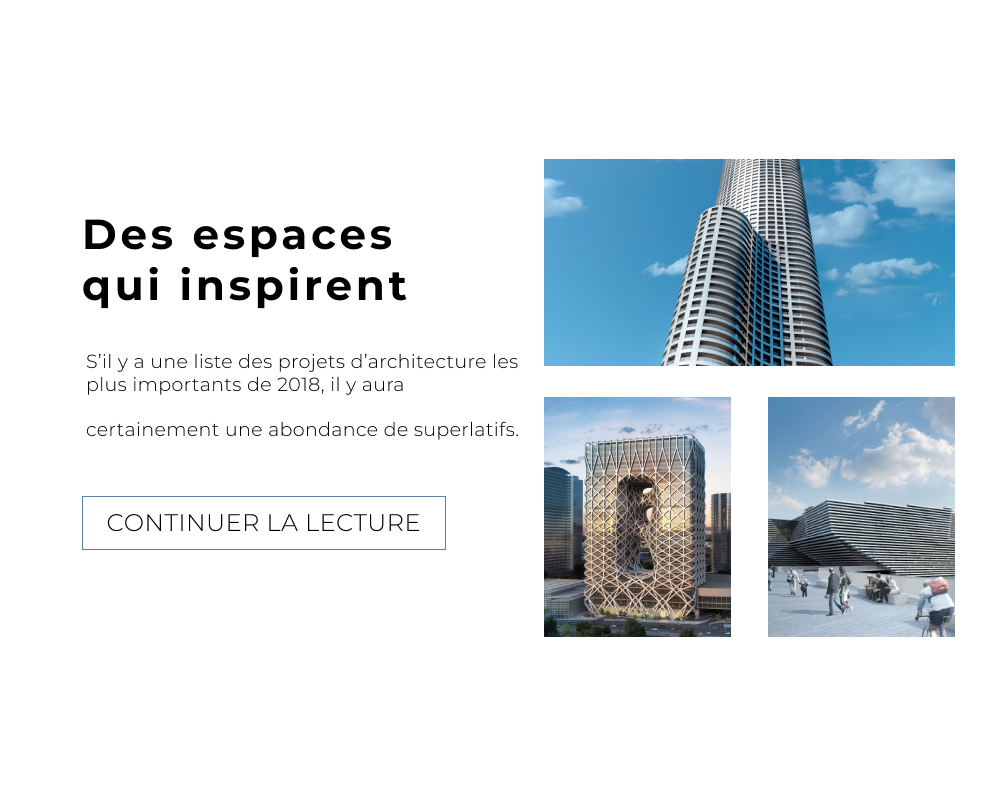 Des espaces
qui inspirent
S’il y a une liste des projets d’architecture les
plus importants de 2018, il y aura
certainement une abondance de superlatifs.
CONTINUER LA LECTURE